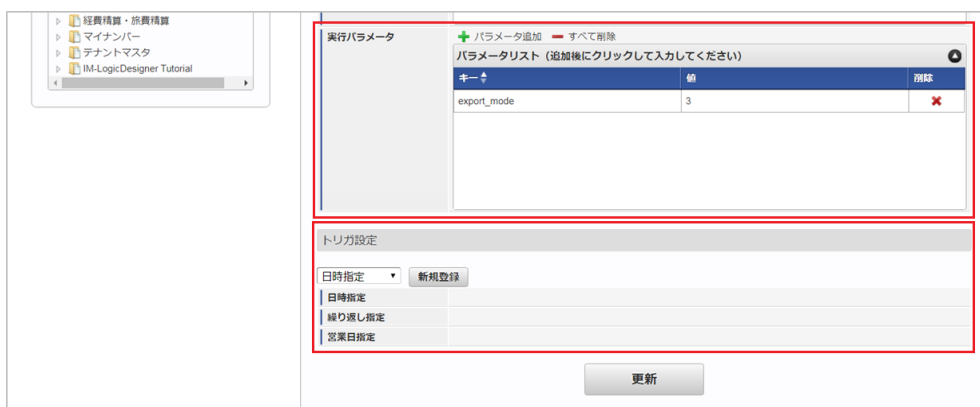 経費精算・旅費精算
マイナンバー
テナントマスタ
IM-LogicDesigner Tutorial
実行パラメータ
パラメータ追加 すべて削除
パラメータリスト（追加後にクリックして入力してください）
キー 値 削除
export_mode 3
トリガ設定
日時指定 新規登録
日時指定
繰り返し指定
営業日指定
更新